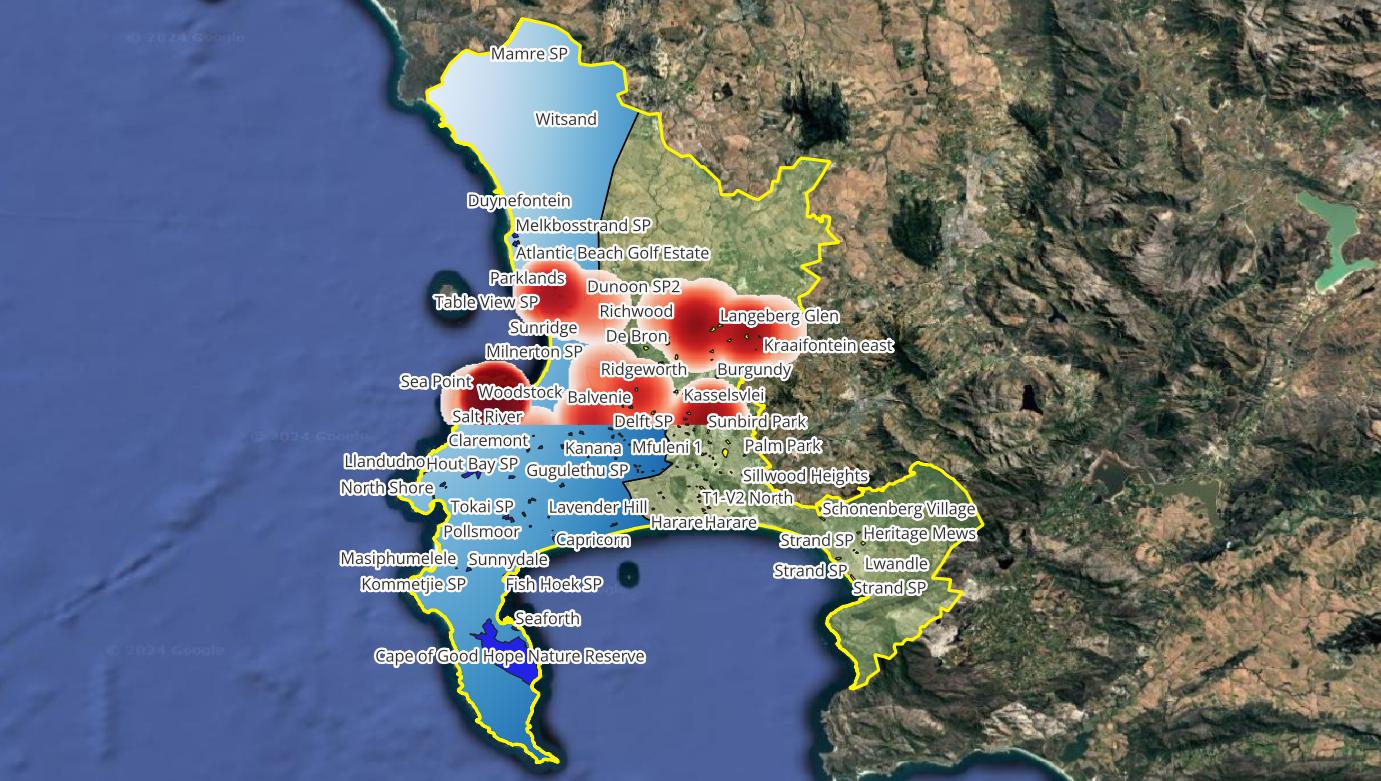 © 2024 Google
Mamre SP
Witsand
Duynefontein
Melkbosstrand SP
Atlantic Beach Golf Estate
Parklands
Dunoon SP2
Table View SP
Richwood
Langeberg Glen
Sunridge
De Bron
Kraaifontein east
Milnerton SP
Ridgeworth
Burgundy
Sea Point
Woodstock
Balvenie
Kasselsvlei
Salt River
Delft SP
Sunbird Park
© 2024 Google
Claremont
Kanana
Mfuleni 1
Palm Park
Llandudno
Hout Bay SP
Gugulethu SP
Sillwood Heights
North Shore
T1-V2 North
Tokai SP
Lavender Hill
Schonenberg Village
Harare
Harare
Pollsmoor
Capricorn
Strand SP
Heritage Mews
Masiphumelele
Sunnydale
Strand SP
Lwandle
Kommetjie SP
Fish Hoek SP
Strand SP
Seaforth
© 2024 Google
Cape of Good Hope Nature Reserve